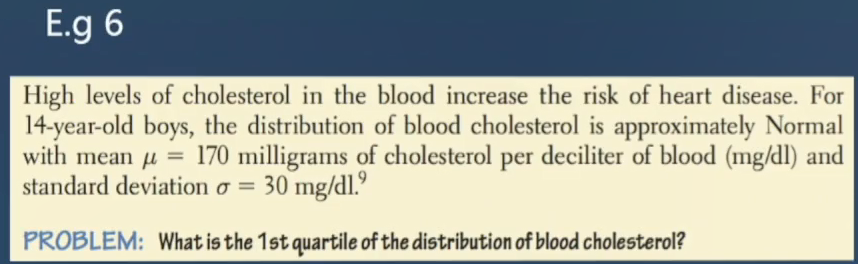 E.g 6
High levels of cholesterol in the blood increase the risk of heart disease. For
14-year-old boys, the distribution of blood cholesterol is approximately Normal
with mean μ = 170 milligrams of cholesterol per deciliter of blood (mg/dl) and
standard deviation σ = 30 mg/dl.⁹
PROBLEM: What is the 1st quartile of the distribution of blood cholesterol?